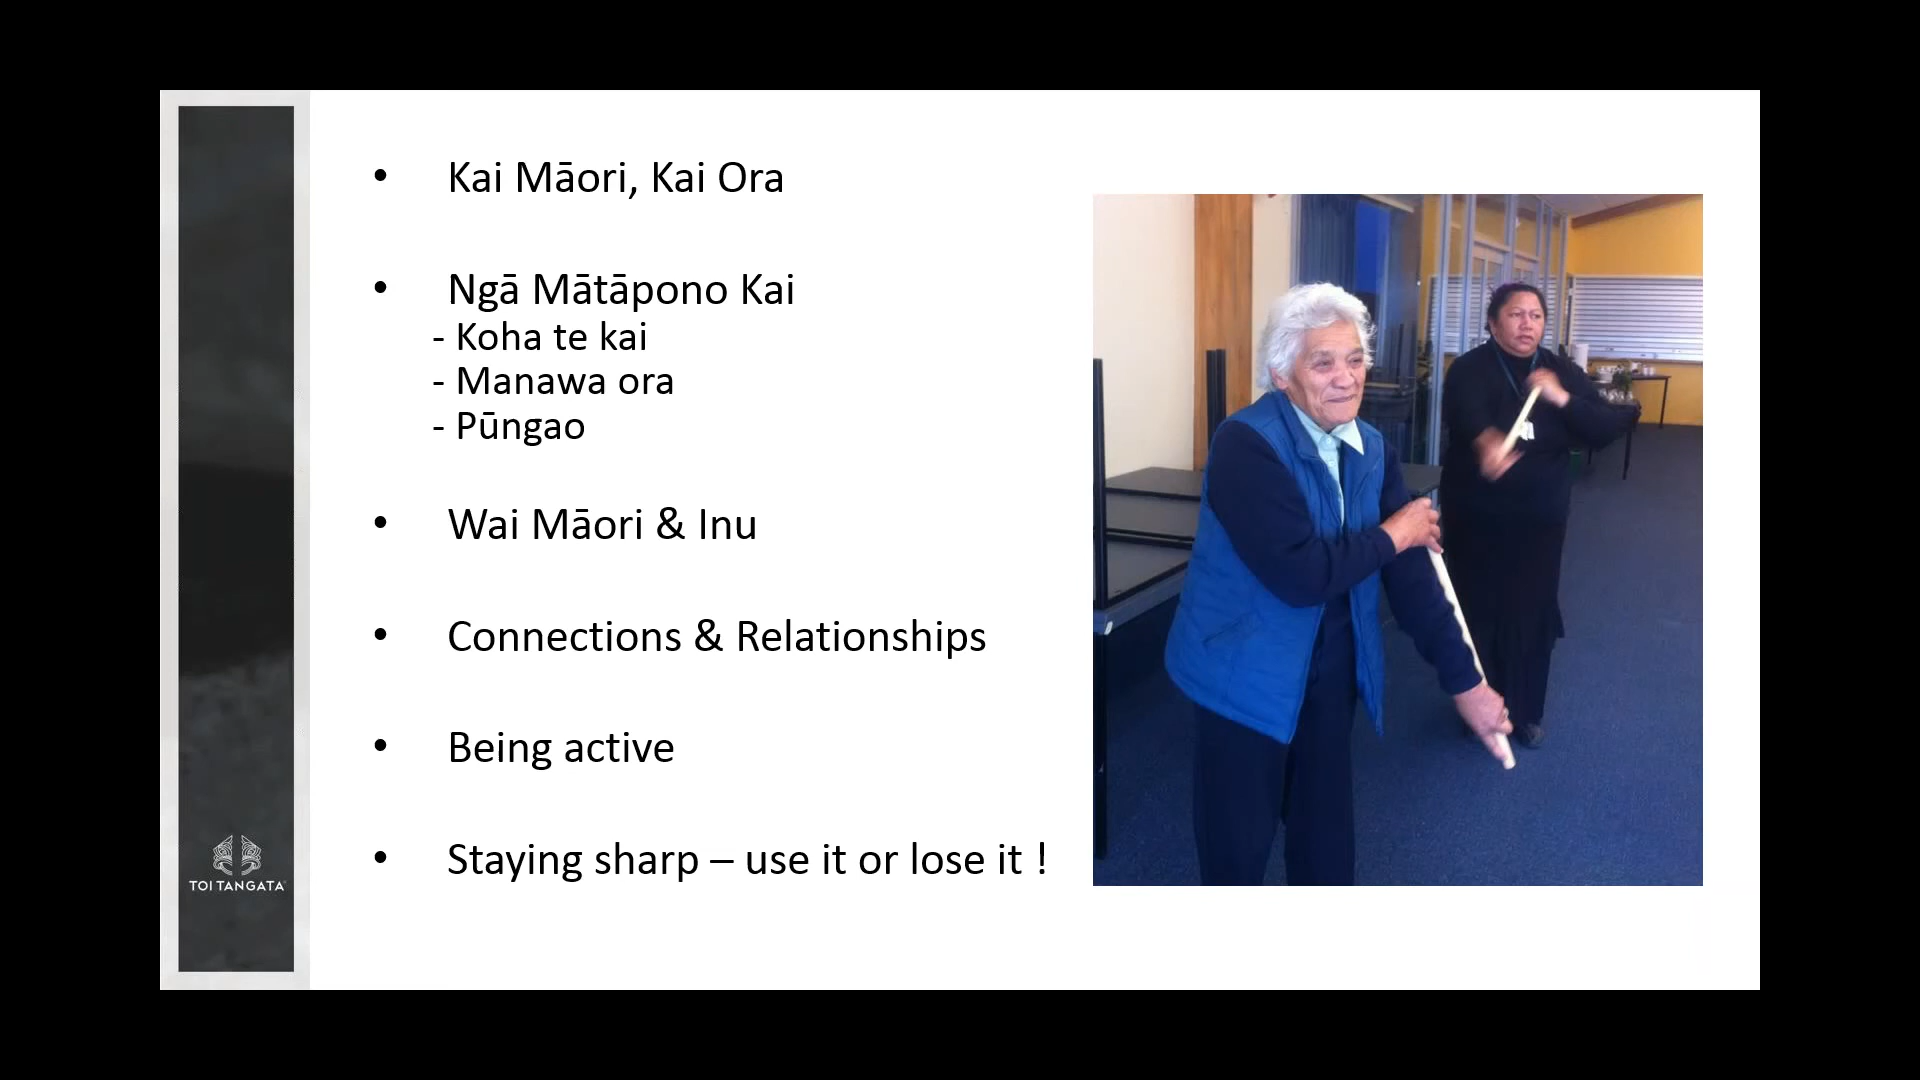 • Kai Māori, Kai Ora
• Ngā Mātāpono Kai
- Koha te kai
- Manawa ora
- Pūngao
• Wai Māori & Inu
• Connections & Relationships
• Being active
• Staying sharp – use it or lose it !
TOI TANGATA